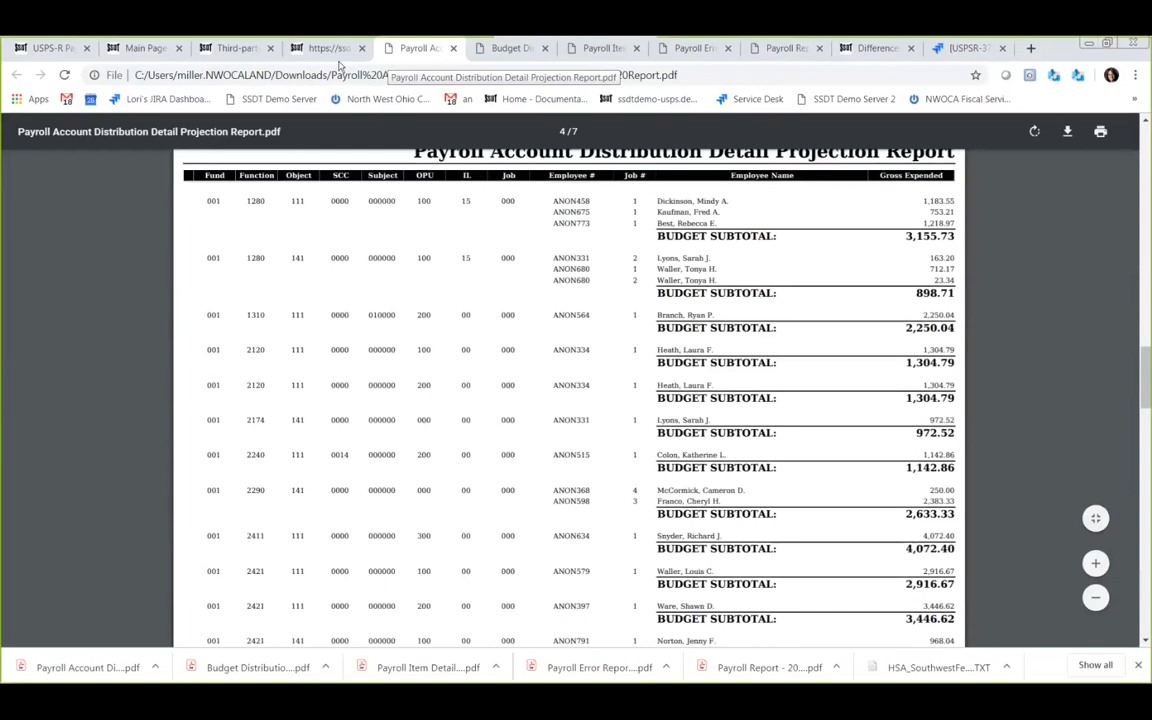 USPS-R Pa × Main Page × Third-part × https://sso × Payroll Ac × Budget Di × Payroll Ite × Payroll Err × Payroll Re × Difference × [USPSR-37 × +
File | C:/Users/miller.NWOCALAND/Downloads/Payroll%20A Payroll Account Distribution Detail Projection Report.pdf %20Report.pdf
Apps Lori's JIRA Dashboa... SSDT Demo Server North West Ohio C... an Home - Documenta... ssdtdemo-usps.de... Service Desk SSDT Demo Server 2 NWOCA Fiscal Servi... »
Payroll Account Distribution Detail Projection Report.pdf 4 / 7
Payroll Account Distribution Detail Projection Report
Fund Function Object SCC Subject OPU IL Job Employee # Job # Employee Name Gross Expended
001 1280 111 0000 000000 100 15 000 ANON458 1 Dickinson, Mindy A. 1,183.55
ANON675 1 Kaufman, Fred A. 753.21
ANON773 1 Best, Rebecca E. 1,218.97
BUDGET SUBTOTAL: 3,155.73
001 1280 141 0000 000000 100 15 000 ANON331 2 Lyons, Sarah J. 163.20
ANON680 1 Waller, Tonya H. 712.17
ANON680 2 Waller, Tonya H. 23.34
BUDGET SUBTOTAL: 898.71
001 1310 111 0000 010000 200 00 000 ANON564 1 Branch, Ryan P. 2,250.04
BUDGET SUBTOTAL: 2,250.04
001 2120 111 0000 000000 100 00 000 ANON334 1 Heath, Laura F. 1,304.79
BUDGET SUBTOTAL: 1,304.79
001 2120 111 0000 000000 200 00 000 ANON334 1 Heath, Laura F. 1,304.79
BUDGET SUBTOTAL: 1,304.79
001 2174 111 0000 000000 000 00 000 ANON331 1 Lyons, Sarah J. 972.52
BUDGET SUBTOTAL: 972.52
001 2240 111 0014 000000 200 00 000 ANON515 1 Colon, Katherine L. 1,142.86
BUDGET SUBTOTAL: 1,142.86
001 2290 141 0000 000000 000 00 000 ANON368 4 McCormick, Cameron D. 250.00
ANON598 3 Franco, Cheryl H. 2,383.33
BUDGET SUBTOTAL: 2,633.33
001 2411 111 0000 000000 300 00 000 ANON634 1 Snyder, Richard J. 4,072.40
BUDGET SUBTOTAL: 4,072.40
001 2421 111 0000 000000 100 00 000 ANON579 1 Waller, Louis C. 2,916.67
BUDGET SUBTOTAL: 2,916.67
001 2421 111 0000 000000 200 00 000 ANON397 1 Ware, Shawn D. 3,446.62
BUDGET SUBTOTAL: 3,446.62
001 2421 141 0000 000000 100 00 000 ANON791 1 Norton, Jenny F. 968.04
Payroll Account Di....pdf Budget Distributio....pdf Payroll Item Detail....pdf Payroll Error Repor....pdf Payroll Report - 20....pdf HSA_SouthwestFe....TXT Show all ×